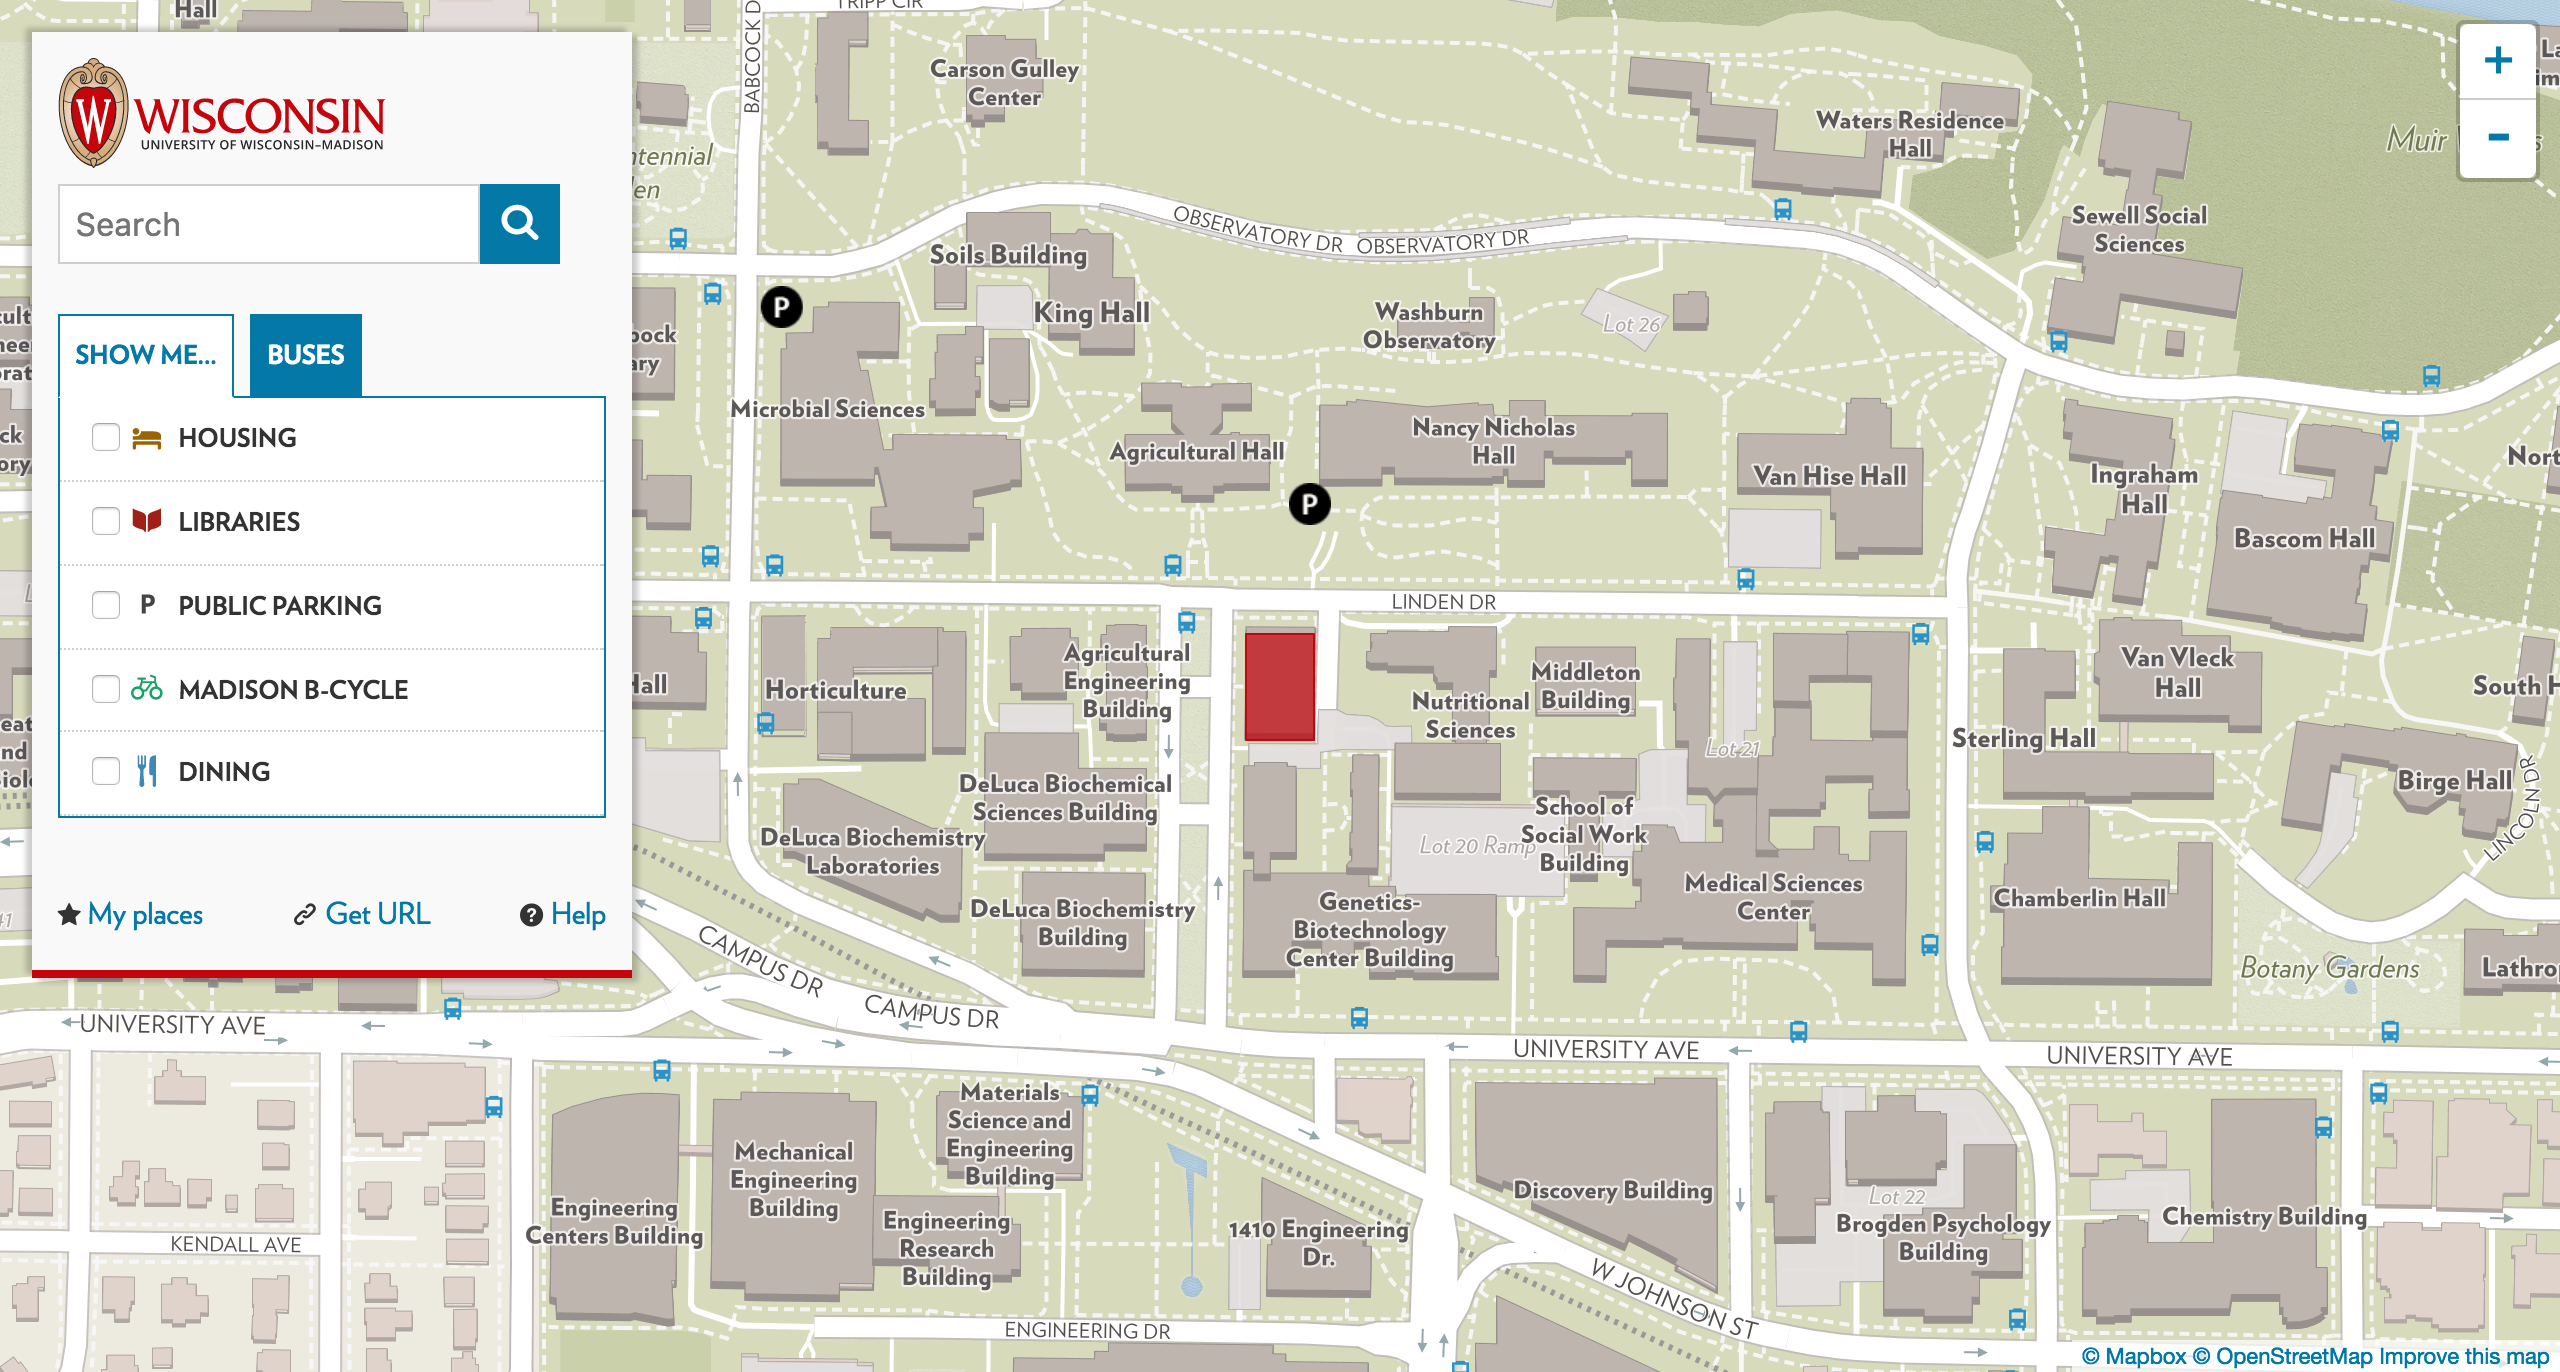 WISCONSIN
UNIVERSITY OF WISCONSIN–MADISON
Search
SHOW ME...
BUSES
HOUSING
LIBRARIES
P PUBLIC PARKING
MADISON B-CYCLE
DINING
My places
Get URL
Help
Hall
TRIPP CIR
BABCOCK D
Carson Gulley
Center
Waters Residence
Hall
Muir
+
-
Sewell Social
Sciences
OBSERVATORY DR
OBSERVATORY DR
Soils Building
King Hall
P
Washburn
Observatory
Lot 26
Microbial Sciences
Agricultural Hall
Nancy Nicholas
Hall
P
Van Hise Hall
Ingraham
Hall
Bascom Hall
LINDEN DR
Hall
Horticulture
Agricultural
Engineering
Building
Nutritional
Sciences
Middleton
Building
Lot 21
Van Vleck
Hall
South H
Sterling Hall
Birge Hall
LINCOLN DR
DeLuca Biochemical
Sciences Building
DeLuca Biochemistry
Laboratories
DeLuca Biochemistry
Building
Lot 20 Ramp
School of
Social Work
Building
Medical Sciences
Center
Chamberlin Hall
Genetics-
Biotechnology
Center Building
Botany Gardens
Lathro
CAMPUS DR
CAMPUS DR
UNIVERSITY AVE
UNIVERSITY AVE
UNIVERSITY AVE
Materials
Science and
Engineering
Building
Mechanical
Engineering
Building
Engineering
Centers Building
Engineering
Research
Building
1410 Engineering
Dr.
Discovery Building
Lot 22
Brogden Psychology
Building
Chemistry Building
KENDALL AVE
ENGINEERING DR
W JOHNSON ST
© Mapbox © OpenStreetMap Improve this map